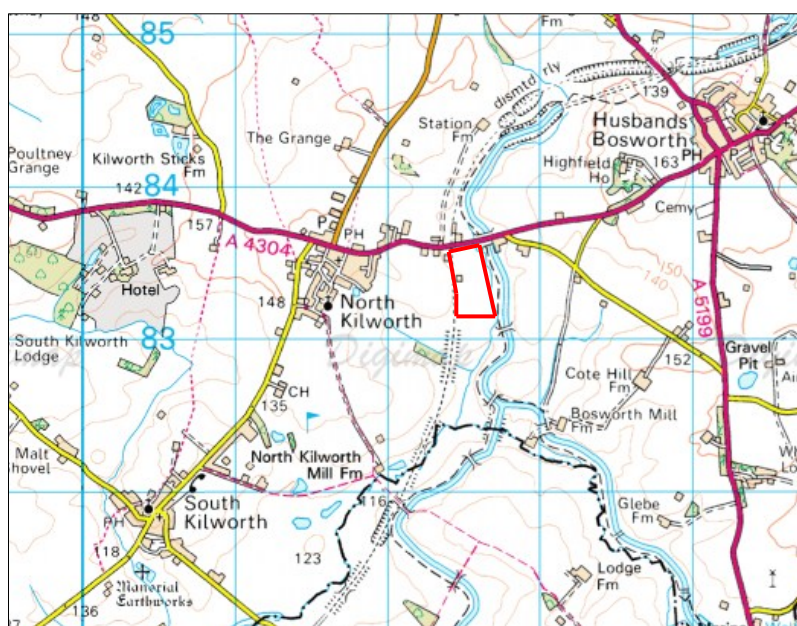 148
85
150
Fm
dismtd rly
139
The Grange
Station
Fm
Husbands
Bosworth
Poultney
Grange
Kilworth Sticks
Fm
Highfield
Ho
163
PH
P
142
84
157
P
PH
Cemy
A 4304
Hotel
148
North
Kilworth
150
140
A 5199
South Kilworth
Lodge
83
Digimap
152
Gravel
Pit
Cote Hill
Fm
CH
135
Bosworth Mill
Fm
Malt
Shovel
North Kilworth
Mill Fm
South
Kilworth
116
Glebe
Fm
PH
118
123
Lodge
Fm
Manorial
Earthworks
136